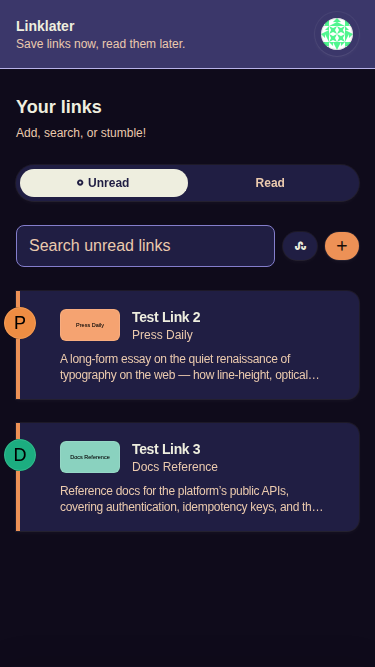 Linklater
Save links now, read them later.
Your links
Add, search, or stumble!
Unread
Read
Search unread links
+
P
Press Daily
Test Link 2
Press Daily
A long-form essay on the quiet renaissance of
typography on the web — how line-height, optical…
D
Docs Reference
Test Link 3
Docs Reference
Reference docs for the platform's public APIs,
covering authentication, idempotency keys, and th…